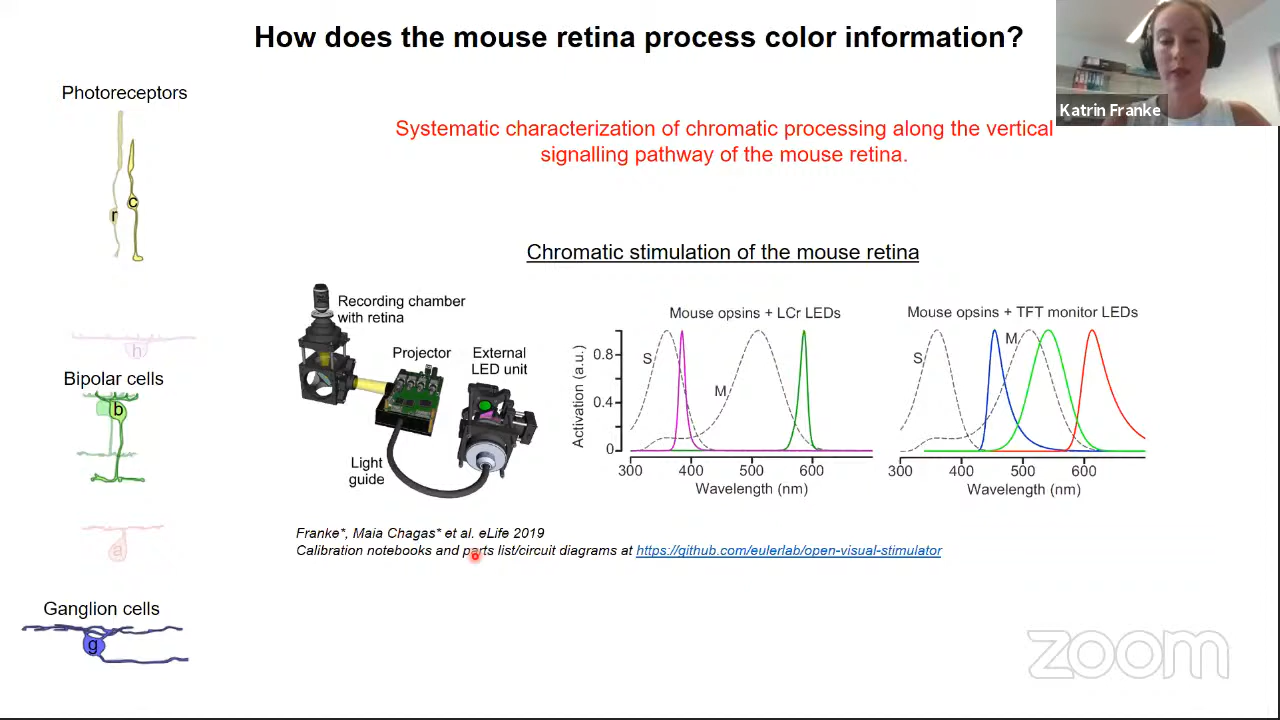 How does the mouse retina process color information?
Katrin Franke
Photoreceptors
r
c
Systematic characterization of chromatic processing along the vertical
signalling pathway of the mouse retina.
Chromatic stimulation of the mouse retina
h
Bipolar cells
b
a
Ganglion cells
g
Recording chamber
with retina
Projector
External
LED unit
Light
guide
Mouse opsins + LCr LEDs
Activation (a.u.)
0.8
0.4
0
S
M
300 400 500 600
Wavelength (nm)
Mouse opsins + TFT monitor LEDs
S
M
300 400 500 600
Wavelength (nm)
Franke*, Maia Chagas* et al. eLife 2019
Calibration notebooks and parts list/circuit diagrams at https://github.com/eulerlab/open-visual-stimulator
zoom